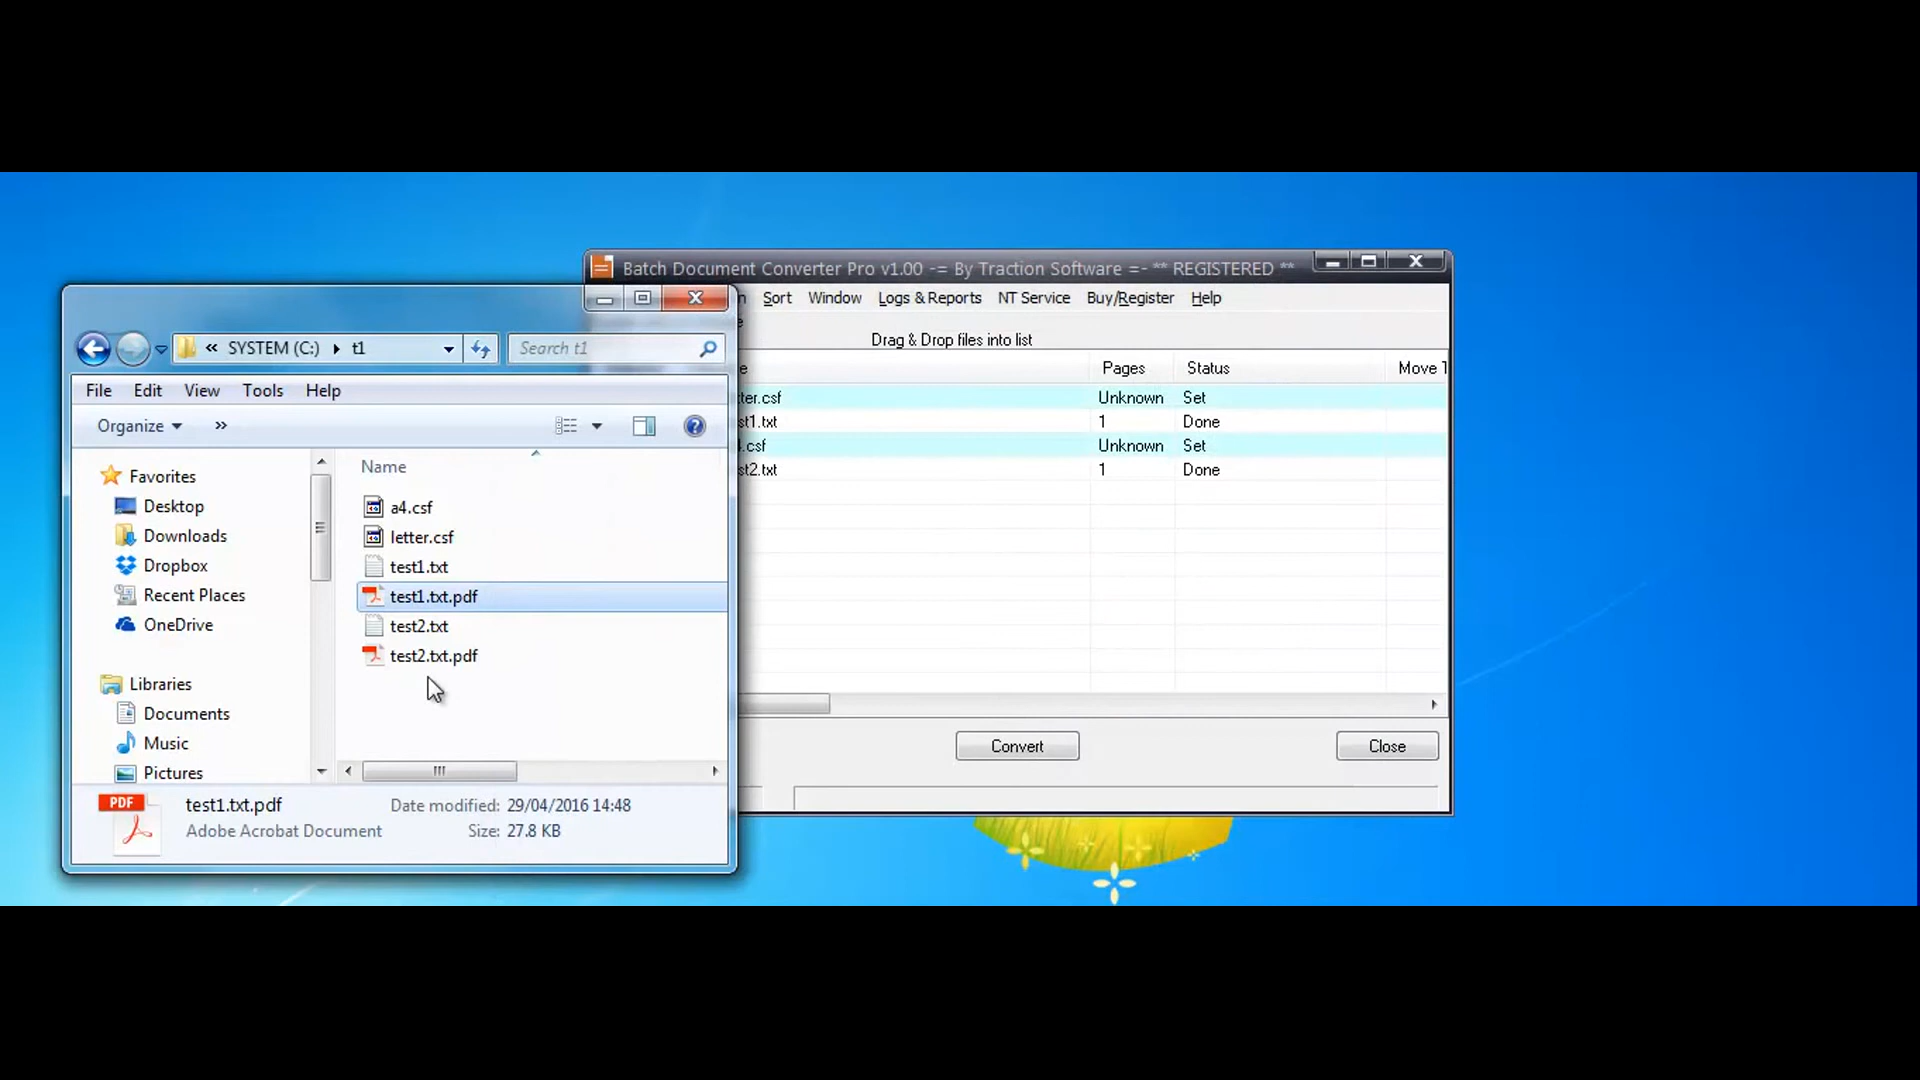 Batch Document Converter Pro v1.00 -= By Traction Software =- ** REGISTERED **
Sort Window Logs & Reports NT Service Buy/Register Help
Drag & Drop files into list
Pages Status Move
.csf Unknown Set
.txt 1 Done
.csf Unknown Set
.txt 1 Done
Convert Close
« SYSTEM (C:) t1
Search t1
File Edit View Tools Help
Organize »
Favorites
Desktop
Downloads
Dropbox
Recent Places
OneDrive
Libraries
Documents
Music
Pictures
Name
a4.csf
letter.csf
test1.txt
test1.txt.pdf
test2.txt
test2.txt.pdf
PDF
test1.txt.pdf Date modified: 29/04/2016 14:48
Adobe Acrobat Document Size: 27.8 KB